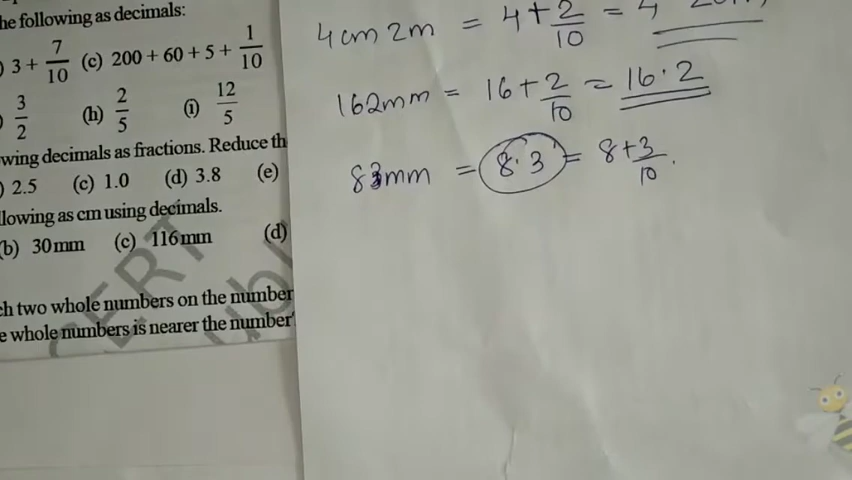 he following as decimals:
) 3 + 7/10 (c) 200 + 60 + 5 + 1/10
) 3/2 (h) 2/5 (i) 12/5
wing decimals as fractions. Reduce th
) 2.5 (c) 1.0 (d) 3.8 (e)
llowing as cm using decimals.
(b) 30mm (c) 116mm (d)
ch two whole numbers on the number
e whole numbers is nearer the number
4cm 2m = 4 + 2/10 = 4
162mm = 16 + 2/10 = 16.2
83mm = 8.3 = 8 + 3/10.